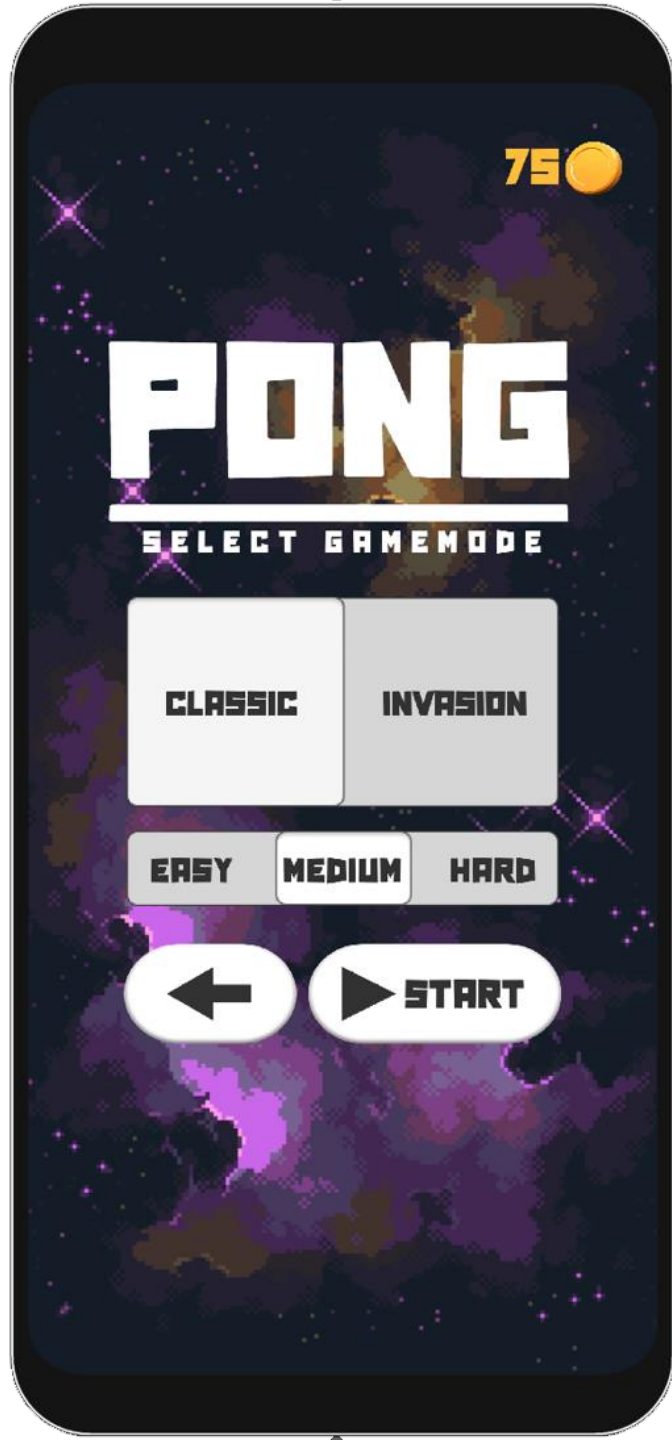 75
PONG
SELECT GAMEMODE
CLASSIC INVASION
EASY MEDIUM HARD
START